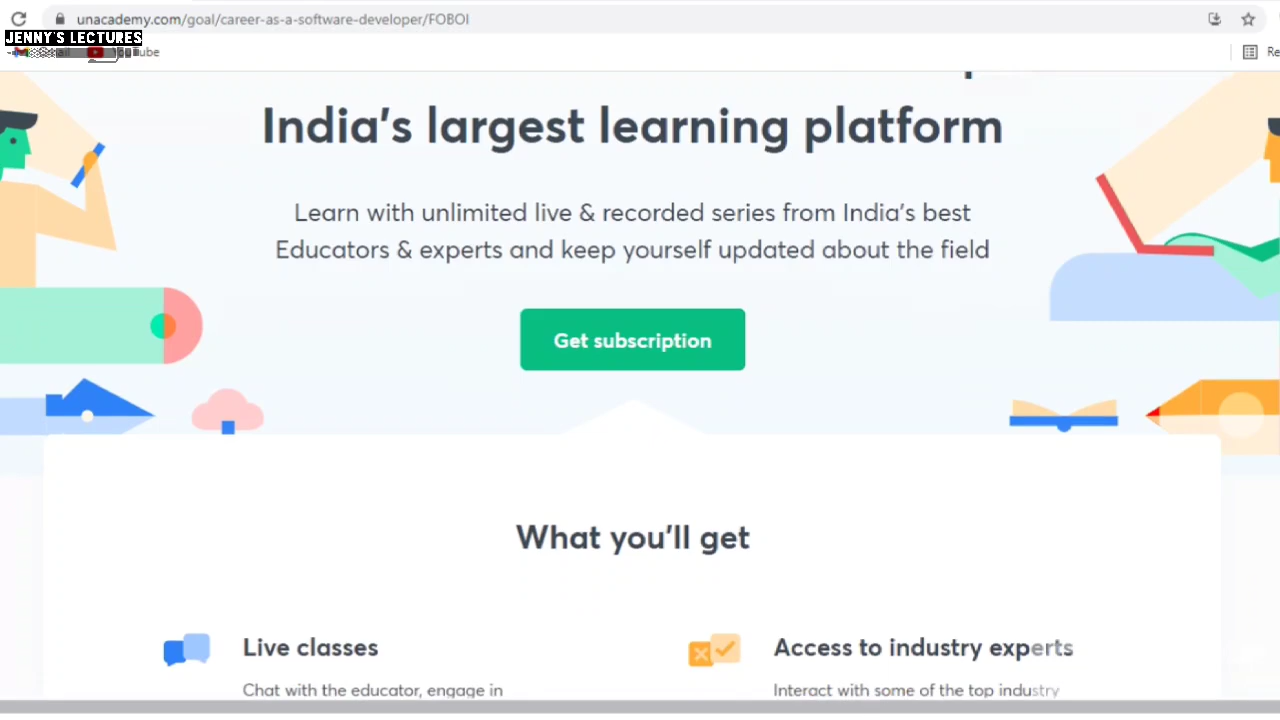 unacademy.com/goal/career-as-a-software-developer/FOBOI
JENNY'S LECTURES
YouTube
Re
India's largest learning platform
Learn with unlimited live & recorded series from India's best
Educators & experts and keep yourself updated about the field
Get subscription
What you'll get
Live classes
Access to industry experts
Chat with the educator, engage in
Interact with some of the top industry